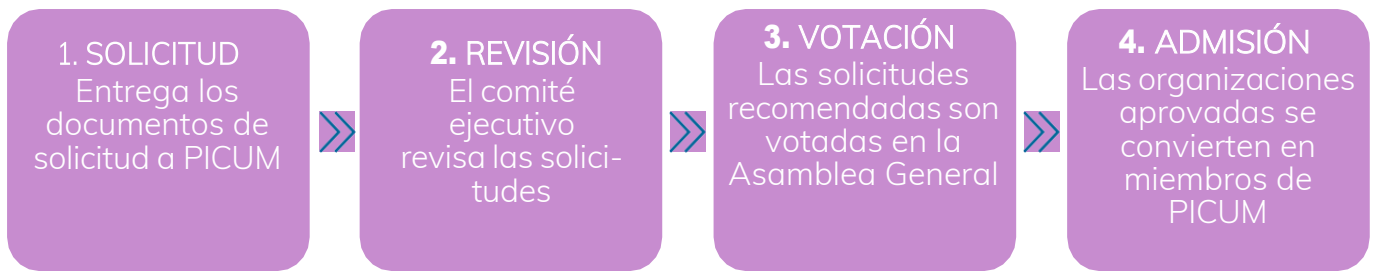 1. SOLICITUD
Entrega los
documentos de
solicitud a PICUM
2. REVISIÓN
El comité
ejecutivo
revisa las solici-
tudes
3. VOTACIÓN
Las solicitudes
recomendadas son
votadas en la
Asamblea General
4. ADMISIÓN
Las organizaciones
aprovadas se
convierten en
miembros de
PICUM